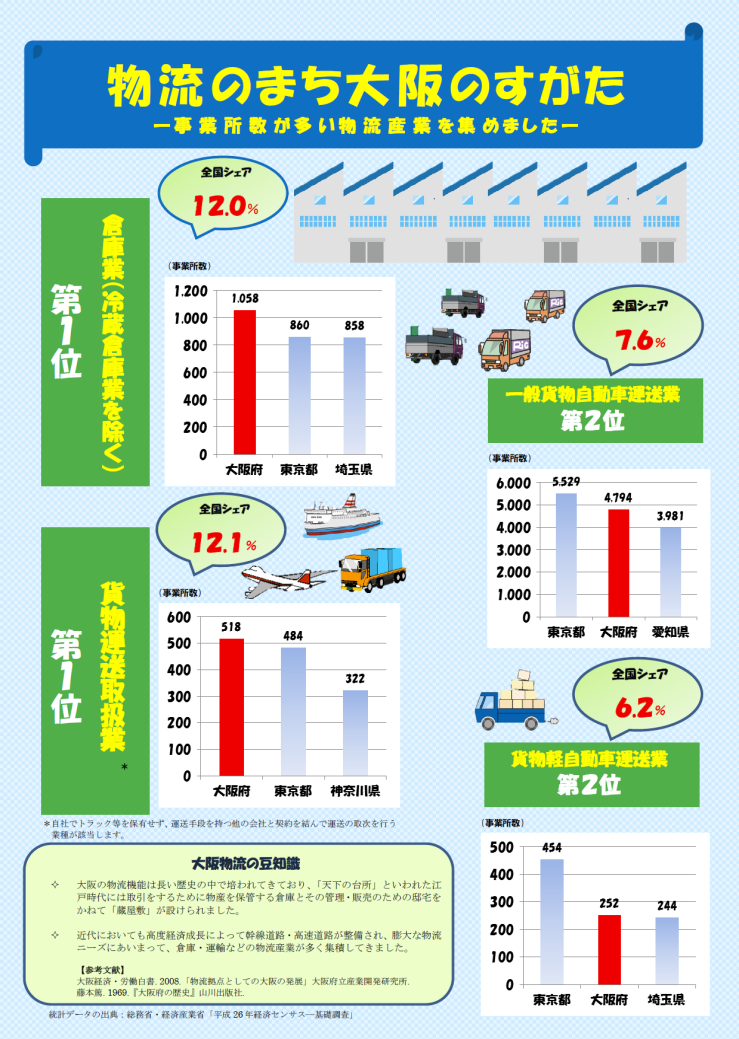 物流のまち大阪のすがた
ー事業所数が多い物流産業を集めましたー
全国シェア
12.0%
倉庫業(冷蔵倉庫業を除く)
第1位
(事業所数)
1.200
1.000
800
600
400
200
0
1.058
860
858
大阪府
東京都
埼玉県
全国シェア
7.6%
一般貨物自動車運送業
第2位
(事業所数)
6.000
5.000
4.000
3.000
2.000
1.000
0
5.529
4.794
3.981
東京都
大阪府
愛知県
全国シェア
12.1%
貨物運送取扱業
*
第1位
(事業所数)
600
500
400
300
200
100
0
518
484
322
大阪府
東京都
神奈川県
*自社でトラック等を保有せず、運送手段を持つ他の会社と契約を結んで運送の取次を行う
業種が該当します。
全国シェア
6.2%
貨物軽自動車運送業
第2位
(事業所数)
500
400
300
200
100
0
454
252
244
東京都
大阪府
埼玉県
大阪物流の豆知識
✧ 大阪の物流機能は長い歴史の中で培われてきており、「天下の台所」といわれた江
戸時代には取引をするために物産を保管する倉庫とその管理・販売のための邸宅を
かねて「蔵屋敷」が設けられました。
✧ 近代においても高度経済成長によって幹線道路・高速道路が整備され、膨大な物流
ニーズにあいまって、倉庫・運輸などの物流産業が多く集積してきました。
【参考文献】
大阪経済・労働白書. 2008.「物流拠点としての大阪の発展」大阪府立産業開発研究所.
藤本篤. 1969.『大阪府の歴史』山川出版社.
統計データの出典：総務省・経済産業省「平成 26 年経済センサス―基礎調査」